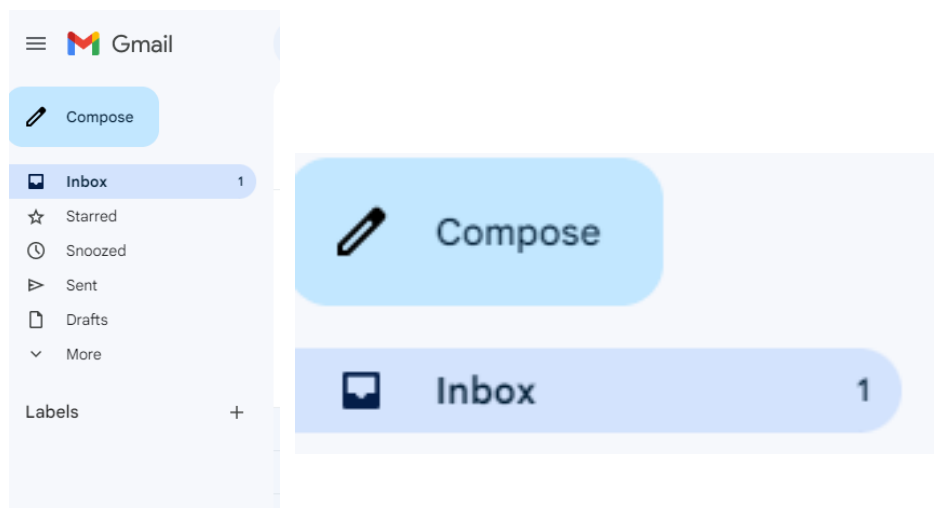 Gmail
Compose
Inbox 1
Starred
Snoozed
Sent
Drafts
More
Labels +
Compose
Inbox 1